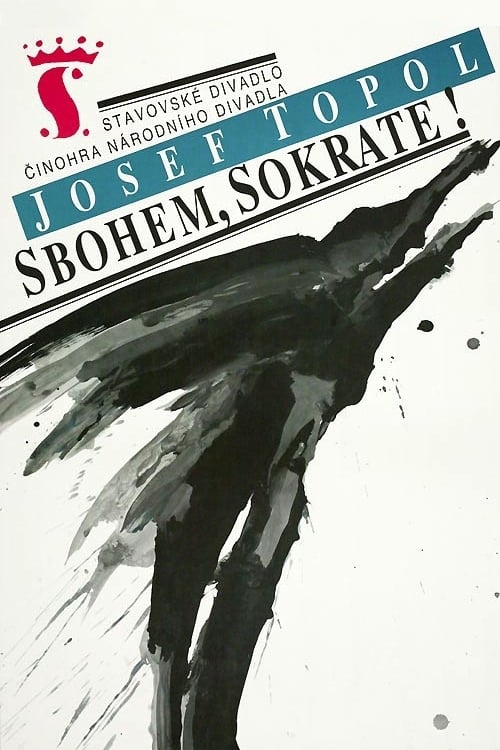 S.
STAVOVSKÉ DIVADLO
ČINOHRA NÁRODNÍHO DIVADLA
JOSEF TOPOL
SBOHEM, SOKRATE!